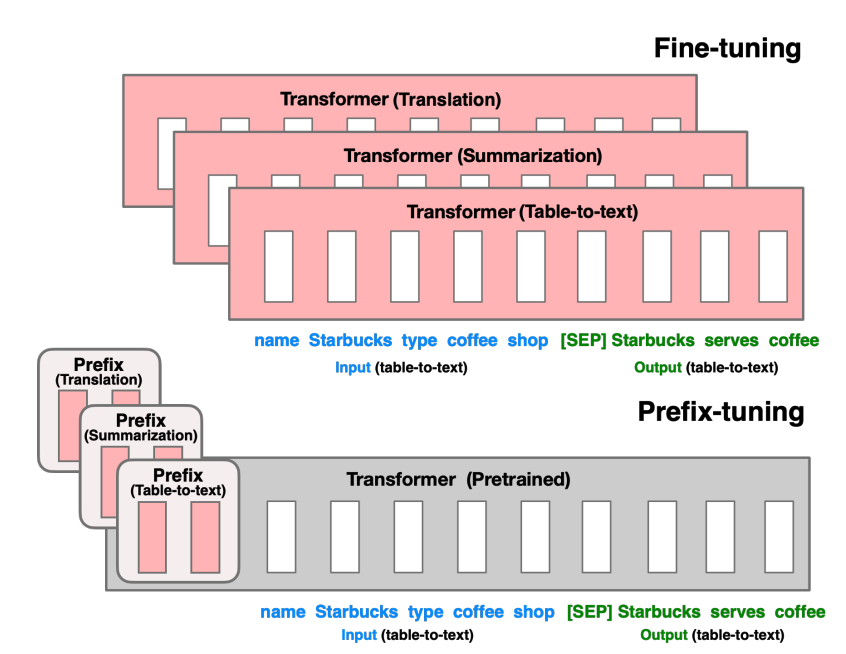 Fine-tuning
Transformer (Translation)
Transformer (Summarization)
Transformer (Table-to-text)
name Starbucks type coffee shop [SEP] Starbucks serves coffee
Input (table-to-text) Output (table-to-text)
Prefix-tuning
Prefix
(Translation)
Prefix
(Summarization)
Prefix
(Table-to-text)
Transformer (Pretrained)
name Starbucks type coffee shop [SEP] Starbucks serves coffee
Input (table-to-text) Output (table-to-text)